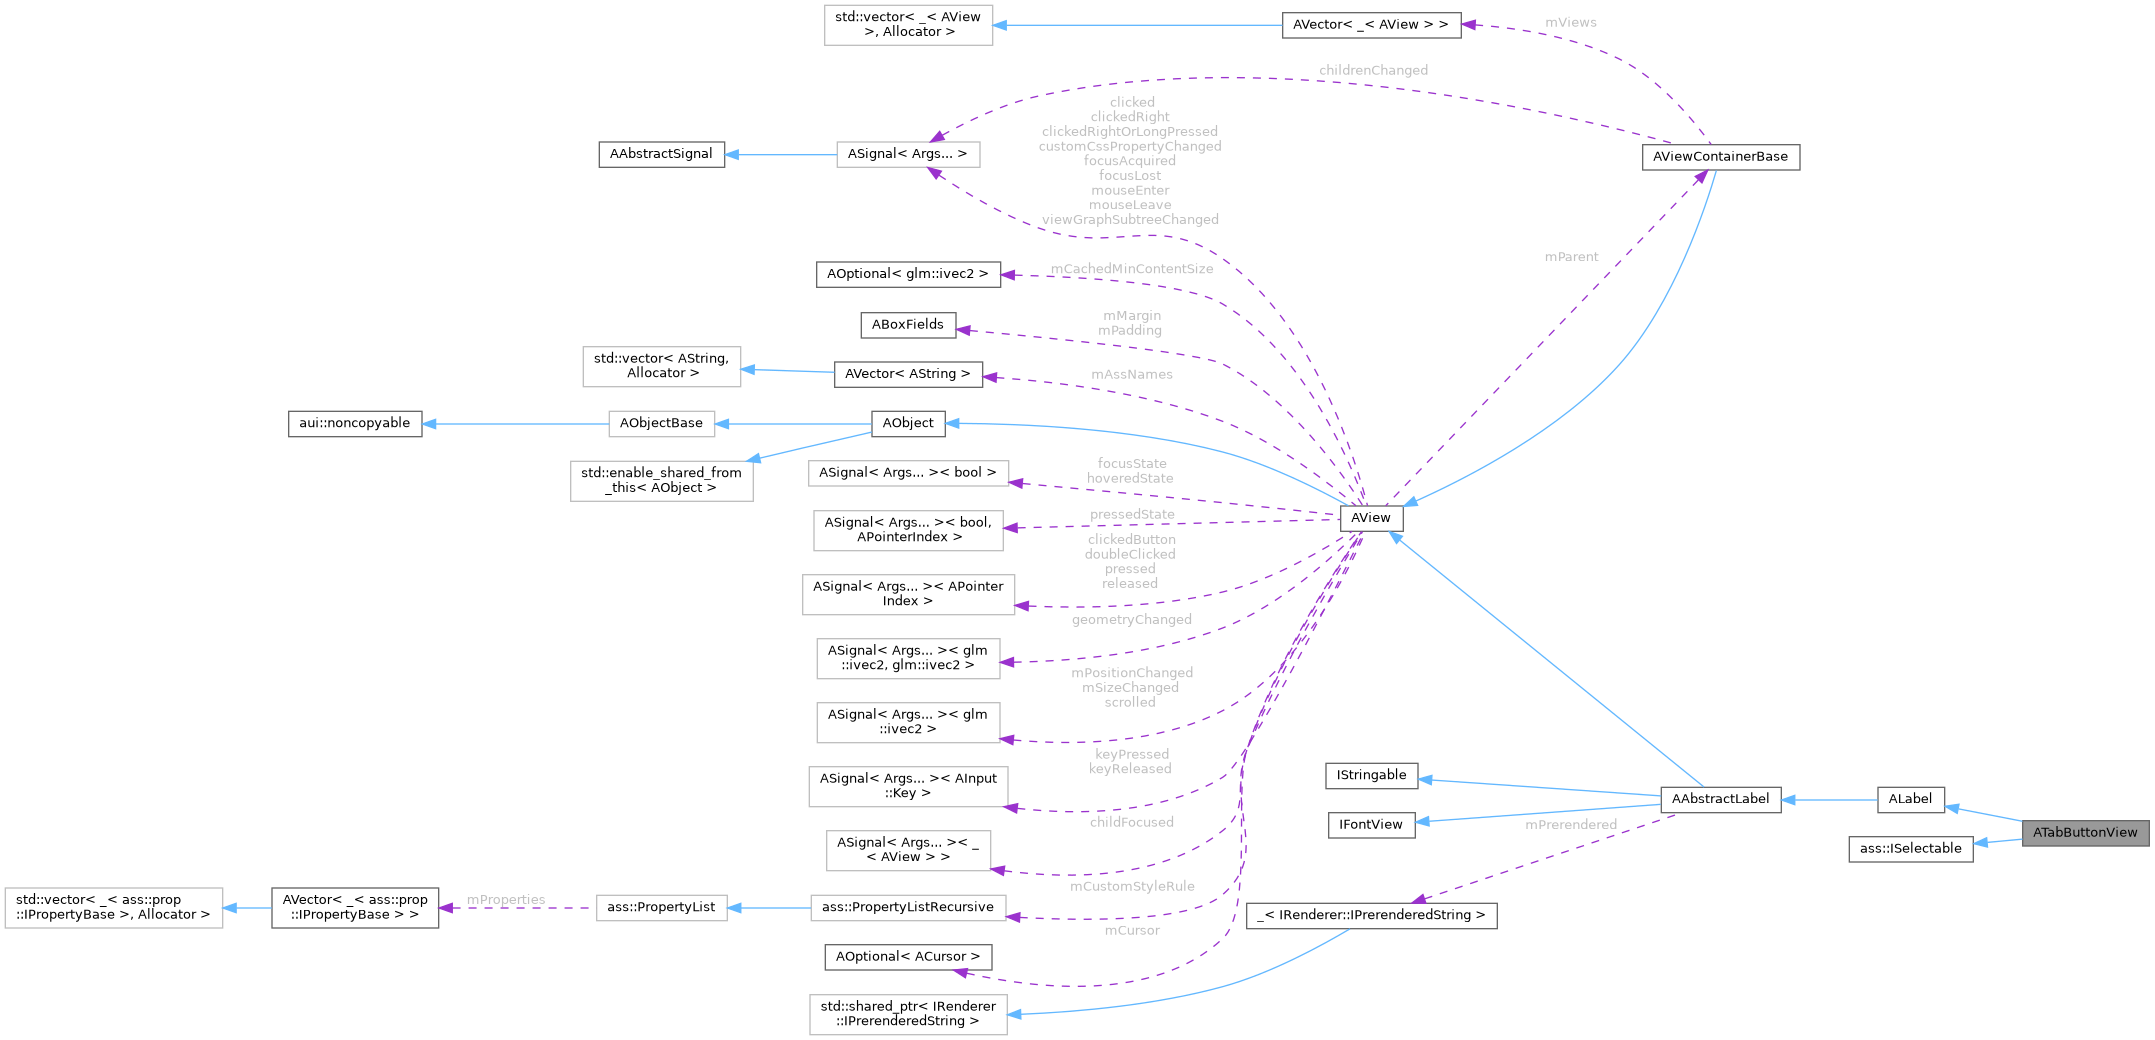 std::vector< _< AView
>, Allocator >
AVector< _< AView > >
mViews
childrenChanged
clicked
clickedRight
clickedRightOrLongPressed
customCssPropertyChanged
focusAcquired
focusLost
mouseEnter
mouseLeave
viewGraphSubtreeChanged
AAbstractSignal
ASignal< Args... >
AViewContainerBase
mParent
AOptional< glm::ivec2 >
mCachedMinContentSize
ABoxFields
mMargin
mPadding
std::vector< AString,
Allocator >
AVector< AString >
mAssNames
aui::noncopyable
AObjectBase
AObject
std::enable_shared_from
_this< AObject >
ASignal< Args... >< bool >
focusState
hoveredState
AView
ASignal< Args... >< bool,
APointerIndex >
pressedState
clickedButton
doubleClicked
pressed
released
ASignal< Args... >< APointer
Index >
geometryChanged
ASignal< Args... >< glm
::ivec2, glm::ivec2 >
mPositionChanged
mSizeChanged
scrolled
ASignal< Args... >< glm
::ivec2 >
keyPressed
keyReleased
ASignal< Args... >< AInput
::Key >
IStringable
AAbstractLabel
ALabel
IFontView
mPrerendered
childFocused
ATabButtonView
ass::ISelectable
ASignal< Args... >< _
< AView > >
mCustomStyleRule
std::vector< _< ass::prop
::IPropertyBase >, Allocator >
AVector< _< ass::prop
::IPropertyBase > >
mProperties
ass::PropertyList
ass::PropertyListRecursive
_< IRenderer::IPrerenderedString >
mCursor
AOptional< ACursor >
std::shared_ptr< IRenderer
::IPrerenderedString >